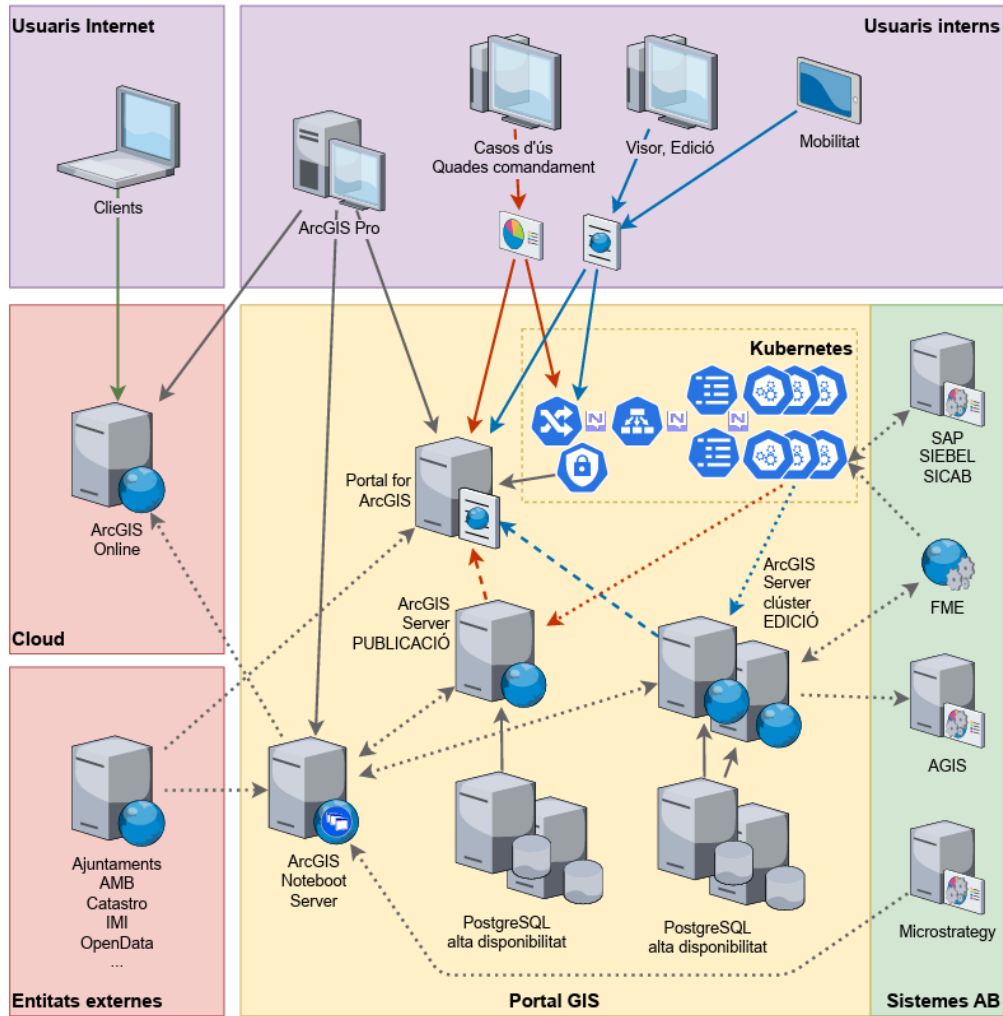 Usuaris Internet
Usuaris interns
Clients
ArcGIS Pro
Casos d'ús
Quades comandament
Visor, Edició
Mobilitat
Kubernetes
Portal for
ArcGIS
ArcGIS
Online
Cloud
SAP
SIEBEL
SICAB
ArcGIS
Server
PUBLICACIÓ
ArcGIS
Server
clúster
EDICIÓ
FME
AGIS
Ajuntaments
AMB
Catastro
IMI
OpenData
...
ArcGIS
Noteboot
Server
PostgreSQL
alta disponibilitat
PostgreSQL
alta disponibilitat
Microstrategy
Entitats externes
Portal GIS
Sistemes AB